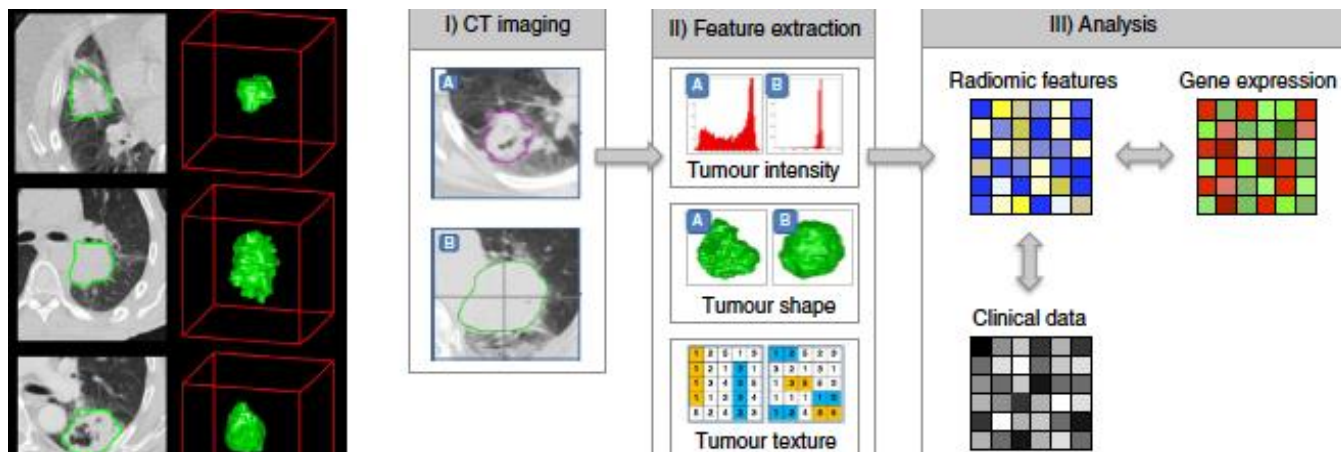 I) CT imaging
II) Feature extraction
III) Analysis
A
B
A B
Tumour intensity
A B
Tumour shape
Tumour texture
Radiomic features
Gene expression
Clinical data